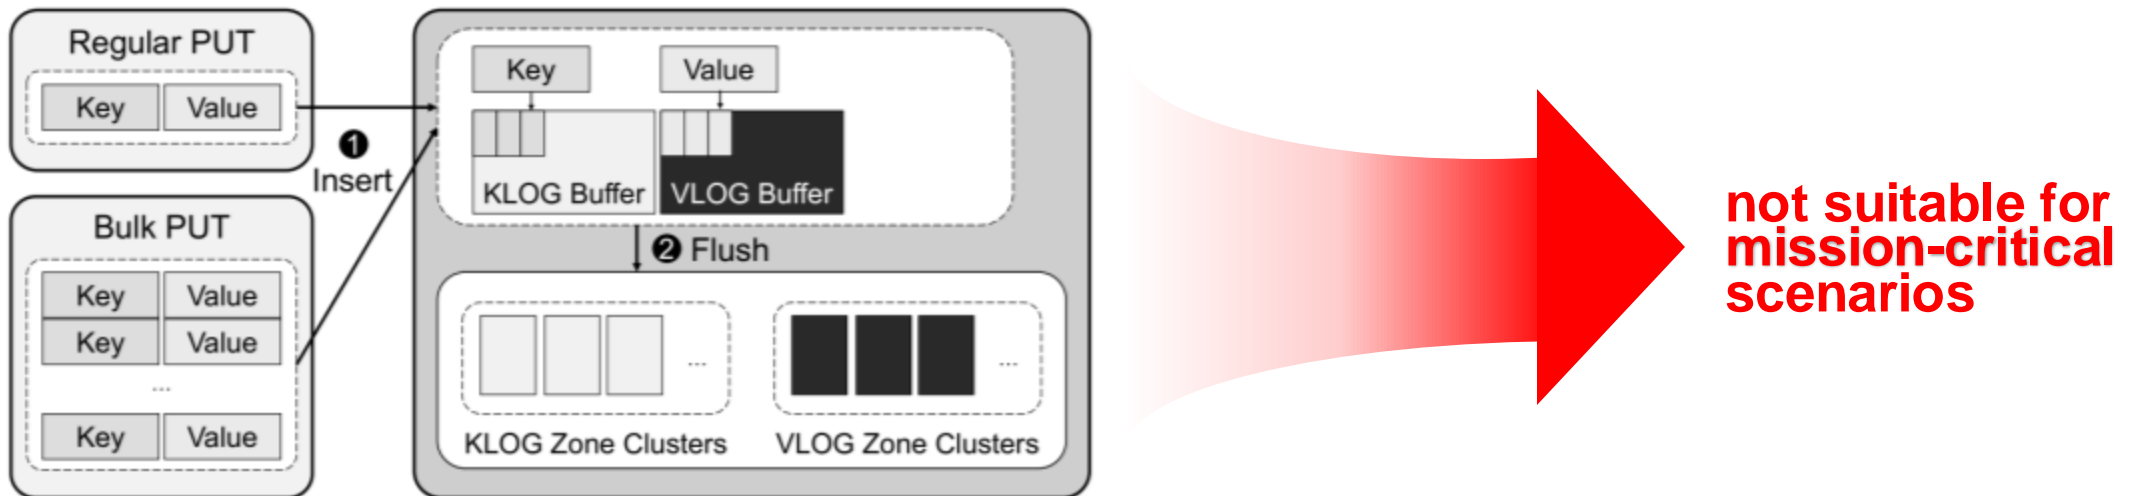 Regular PUT
Key Value
Bulk PUT
Key Value
Key Value
...
Key Value
❶
Insert
Key Value
KLOG Buffer VLOG Buffer
❷ Flush
...
...
KLOG Zone Clusters VLOG Zone Clusters
not suitable for
mission-critical
scenarios